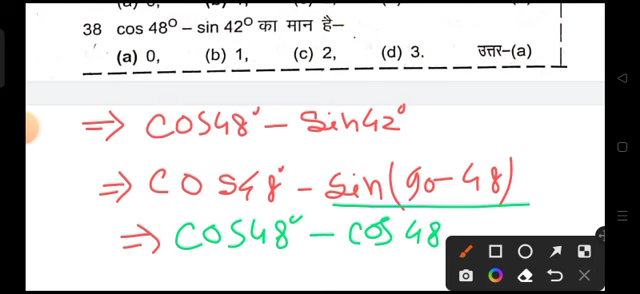 38 cos 48° – sin 42° का मान है–
(a) 0, (b) 1, (c) 2, (d) 3. उत्तर–(a)
⇒ cos48° – sin42°
⇒ cos48° – sin(90–48)
⇒ cos48° – cos 48